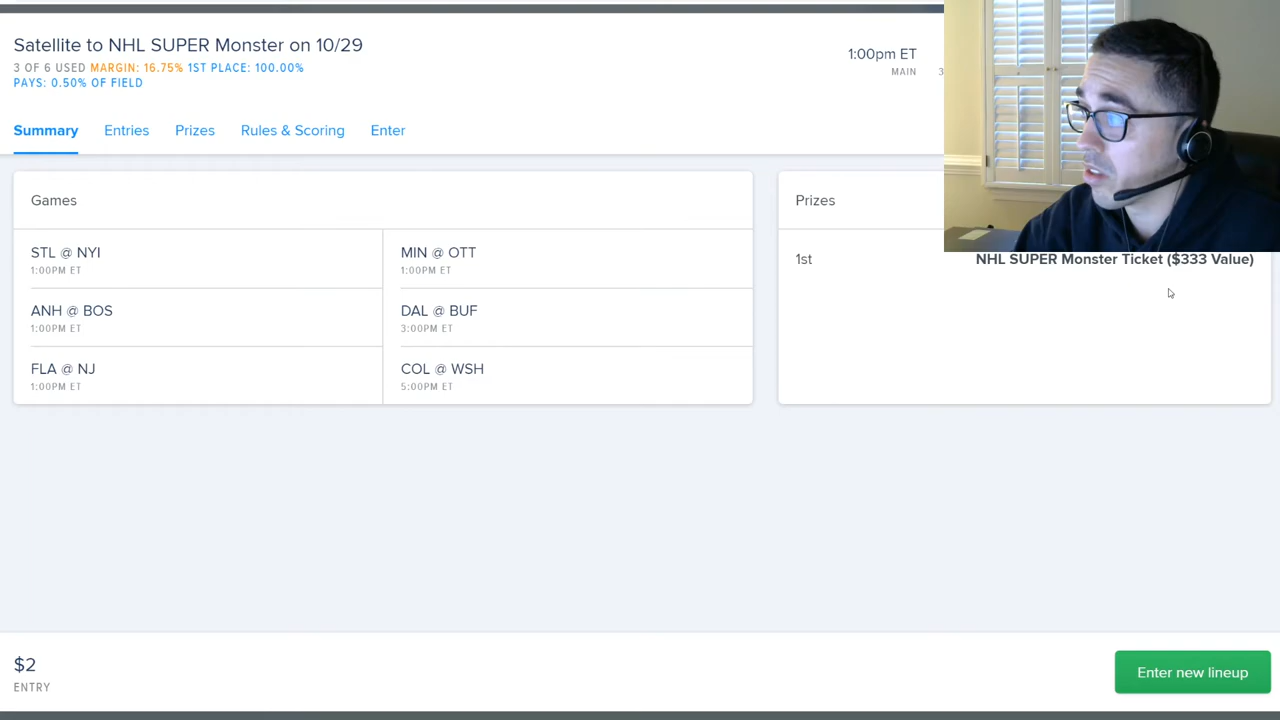 Satellite to NHL SUPER Monster on 10/29
3 OF 6 USED MARGIN: 16.75% 1ST PLACE: 100.00%
PAYS: 0.50% OF FIELD
1:00pm ET
MAIN
3
Summary
Entries
Prizes
Rules & Scoring
Enter
Games
STL @ NYI
1:00PM ET
MIN @ OTT
1:00PM ET
ANH @ BOS
1:00PM ET
DAL @ BUF
3:00PM ET
FLA @ NJ
1:00PM ET
COL @ WSH
5:00PM ET
Prizes
1st
NHL SUPER Monster Ticket ($333 Value)
$2
ENTRY
Enter new lineup